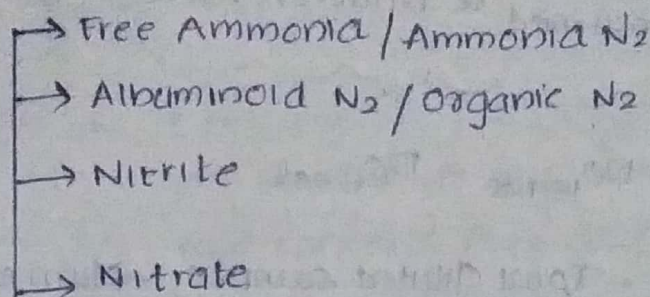 → Free Ammonia / Ammonia N₂
→ Albuminoid N₂ / Organic N₂
→ Nitrite
→ Nitrate